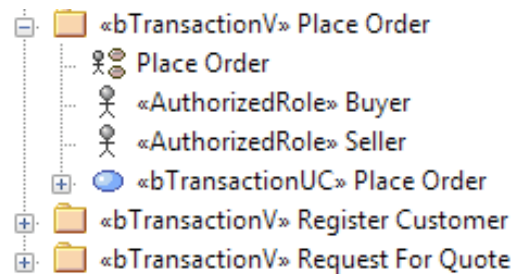 «bTransactionV» Place Order
Place Order
«AuthorizedRole» Buyer
«AuthorizedRole» Seller
«bTransactionUC» Place Order
«bTransactionV» Register Customer
«bTransactionV» Request For Quote